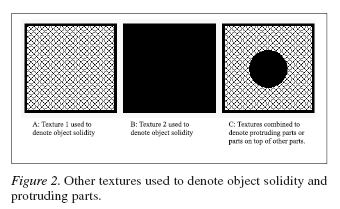 A: Texture 1 used to
denote object solidity
B: Texture 2 used to
denote object solidity
C: Textures combined to
denote protruding parts or
parts on top of other parts.
Figure 2. Other textures used to denote object solidity and
protruding parts.